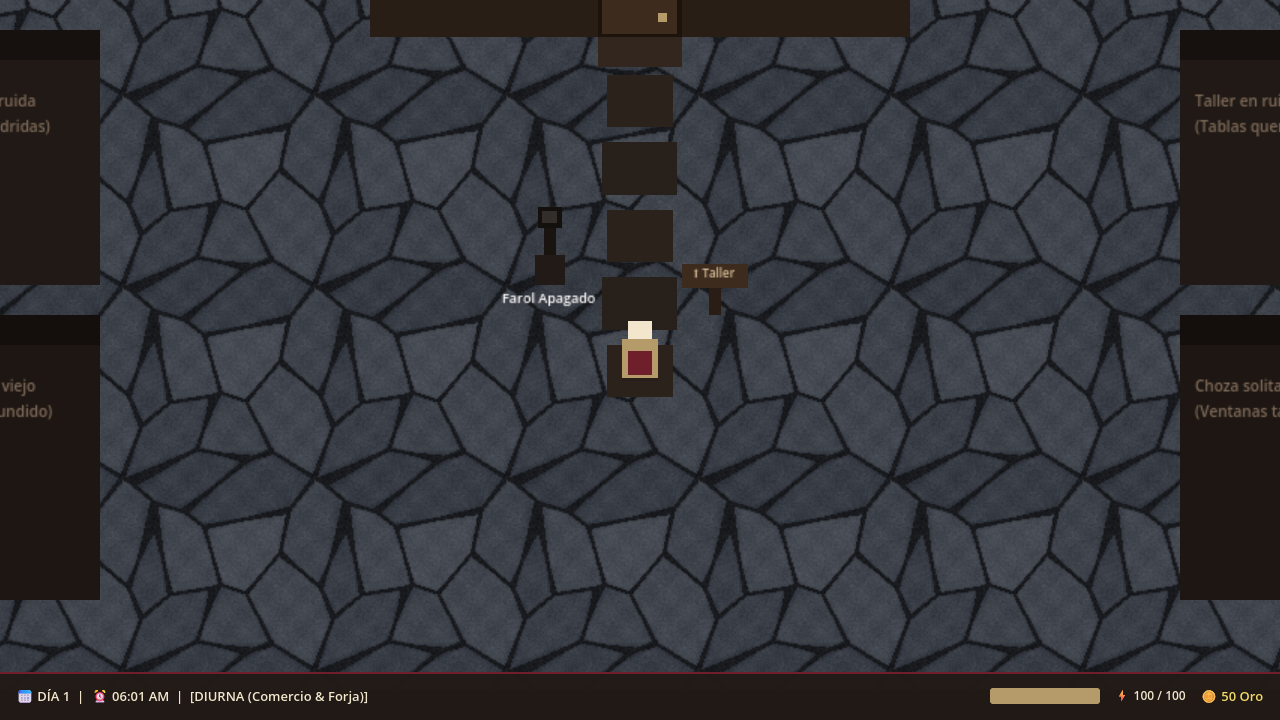 ruida
dridas)
Taller en rui
(Tablas que
↑ Taller
Farol Apagado
viejo
undido)
Choza solita
(Ventanas ta
DÍA 1 | 06:01 AM | [DIURNA (Comercio & Forja)]
100 / 100
50 Oro